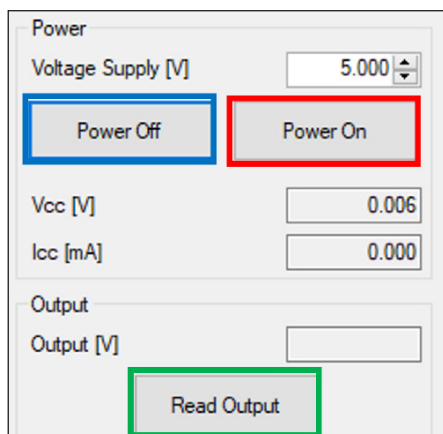 Power
Voltage Supply [V] 5.000
Power Off Power On
Vcc [V] 0.006
Icc [mA] 0.000
Output
Output [V]
Read Output